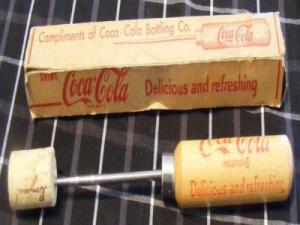 Compliments of Coca-Cola Bottling Co.
Coca-Cola
DRINK
Coca-Cola
Delicious and refreshing
Coca-Cola
Delicious and refreshing